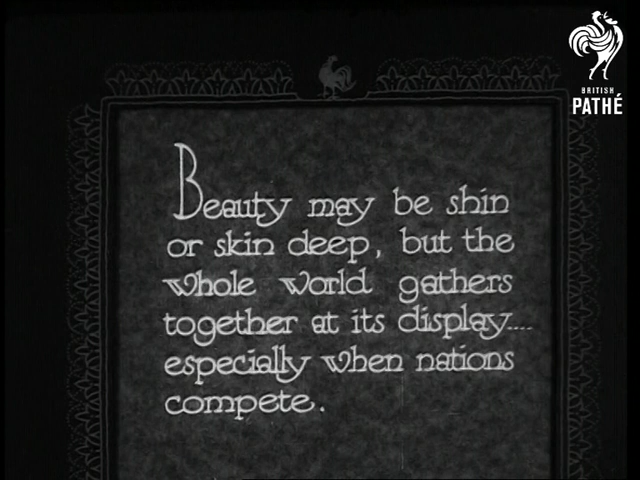 BRITISH
PATHÉ
Beauty may be shin
or skin deep, but the
whole world gathers
together at its display....
especially when nations
compete.